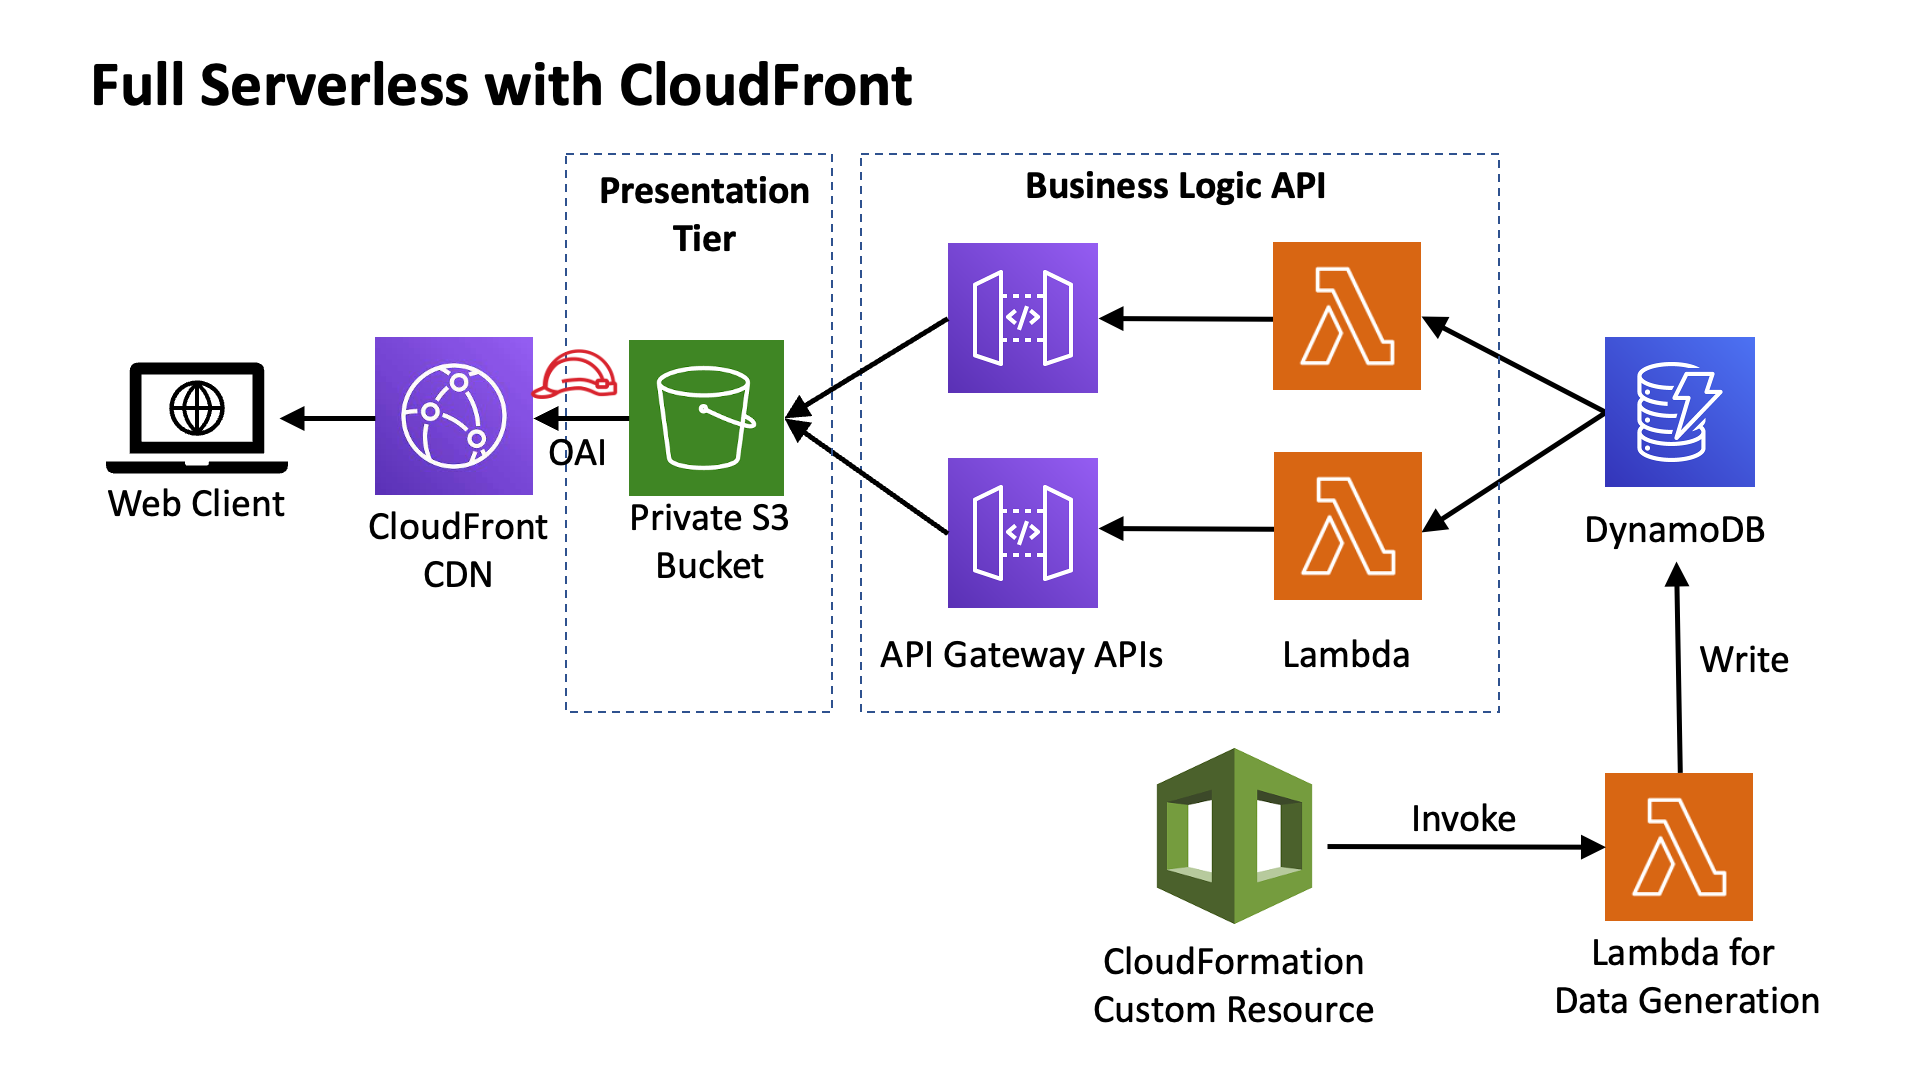 Full Serverless with CloudFront
Presentation
Tier
Business Logic API
</>
</>
OAI
Web Client
CloudFront
CDN
Private S3
Bucket
API Gateway APIs
Lambda
DynamoDB
Write
Invoke
CloudFormation
Custom Resource
Lambda for
Data Generation